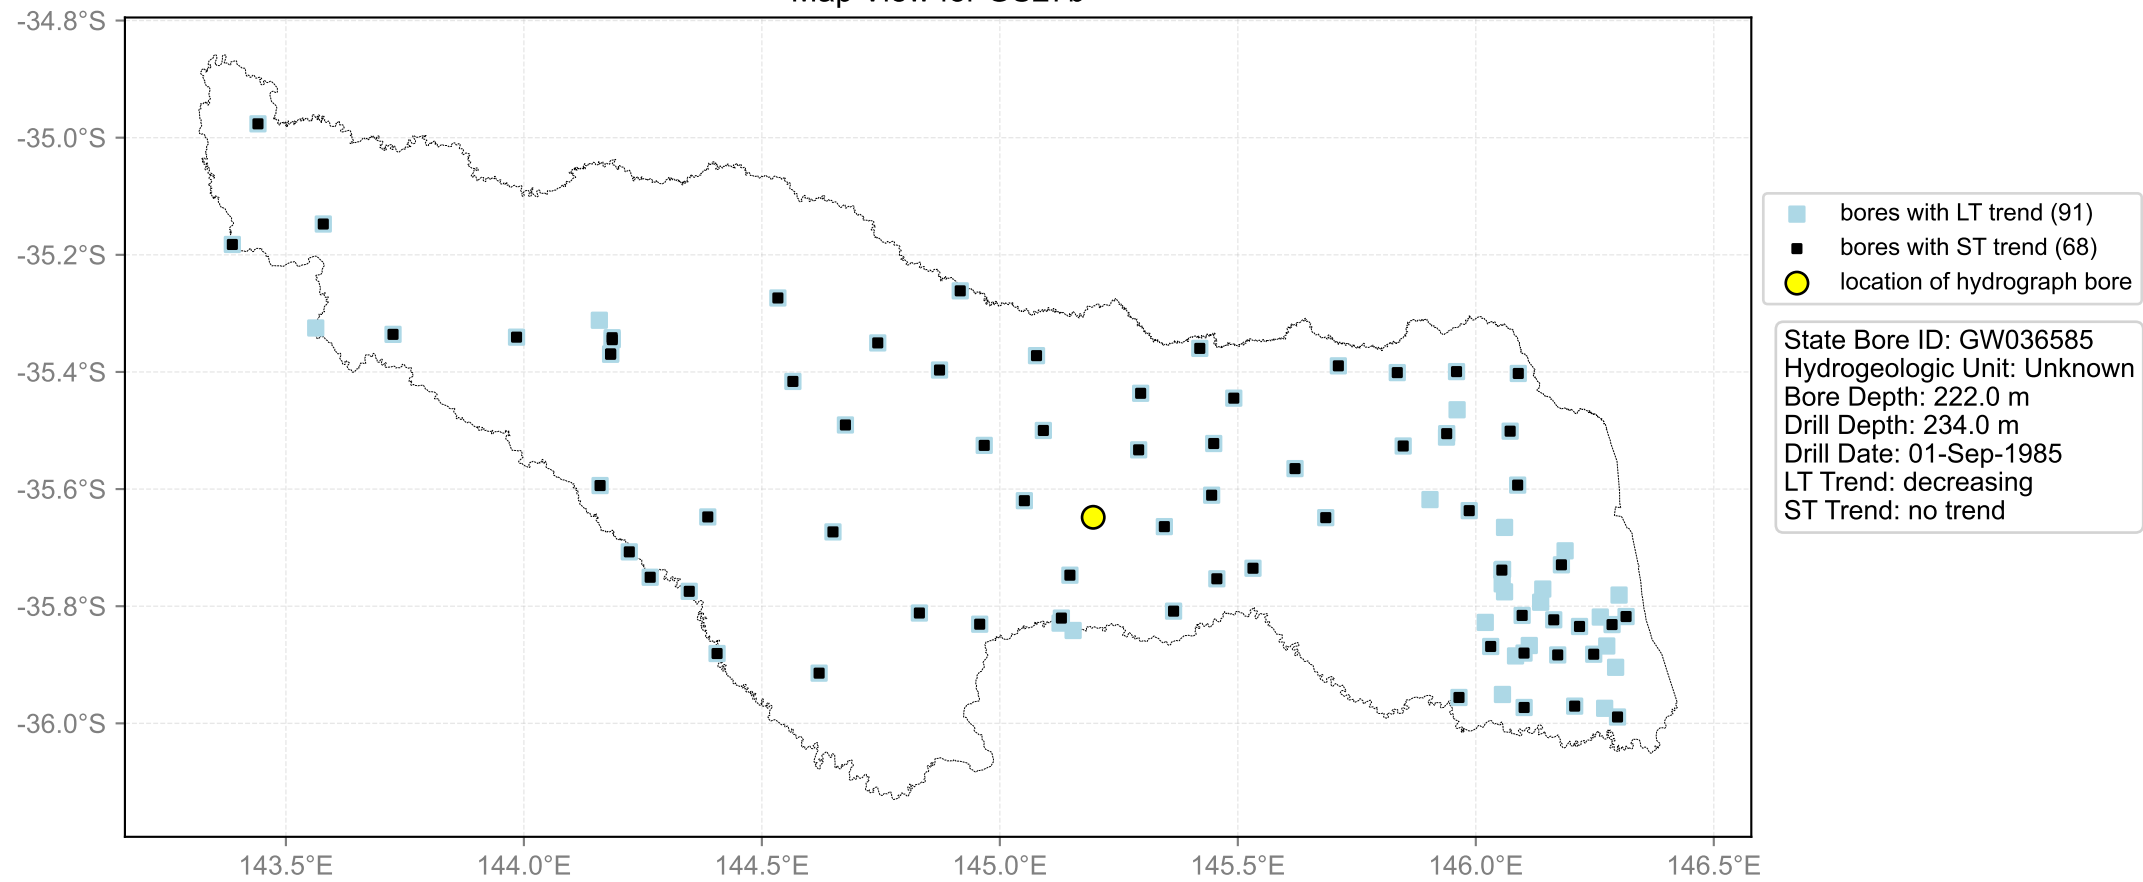 -34.8°S
-35.0°S
-35.2°S
-35.4°S
-35.6°S
-35.8°S
-36.0°S
143.5°E 144.0°E 144.5°E 145.0°E 145.5°E 146.0°E 146.5°E
bores with LT trend (91)
bores with ST trend (68)
location of hydrograph bore
State Bore ID: GW036585
Hydrogeologic Unit: Unknown
Bore Depth: 222.0 m
Drill Depth: 234.0 m
Drill Date: 01-Sep-1985
LT Trend: decreasing
ST Trend: no trend